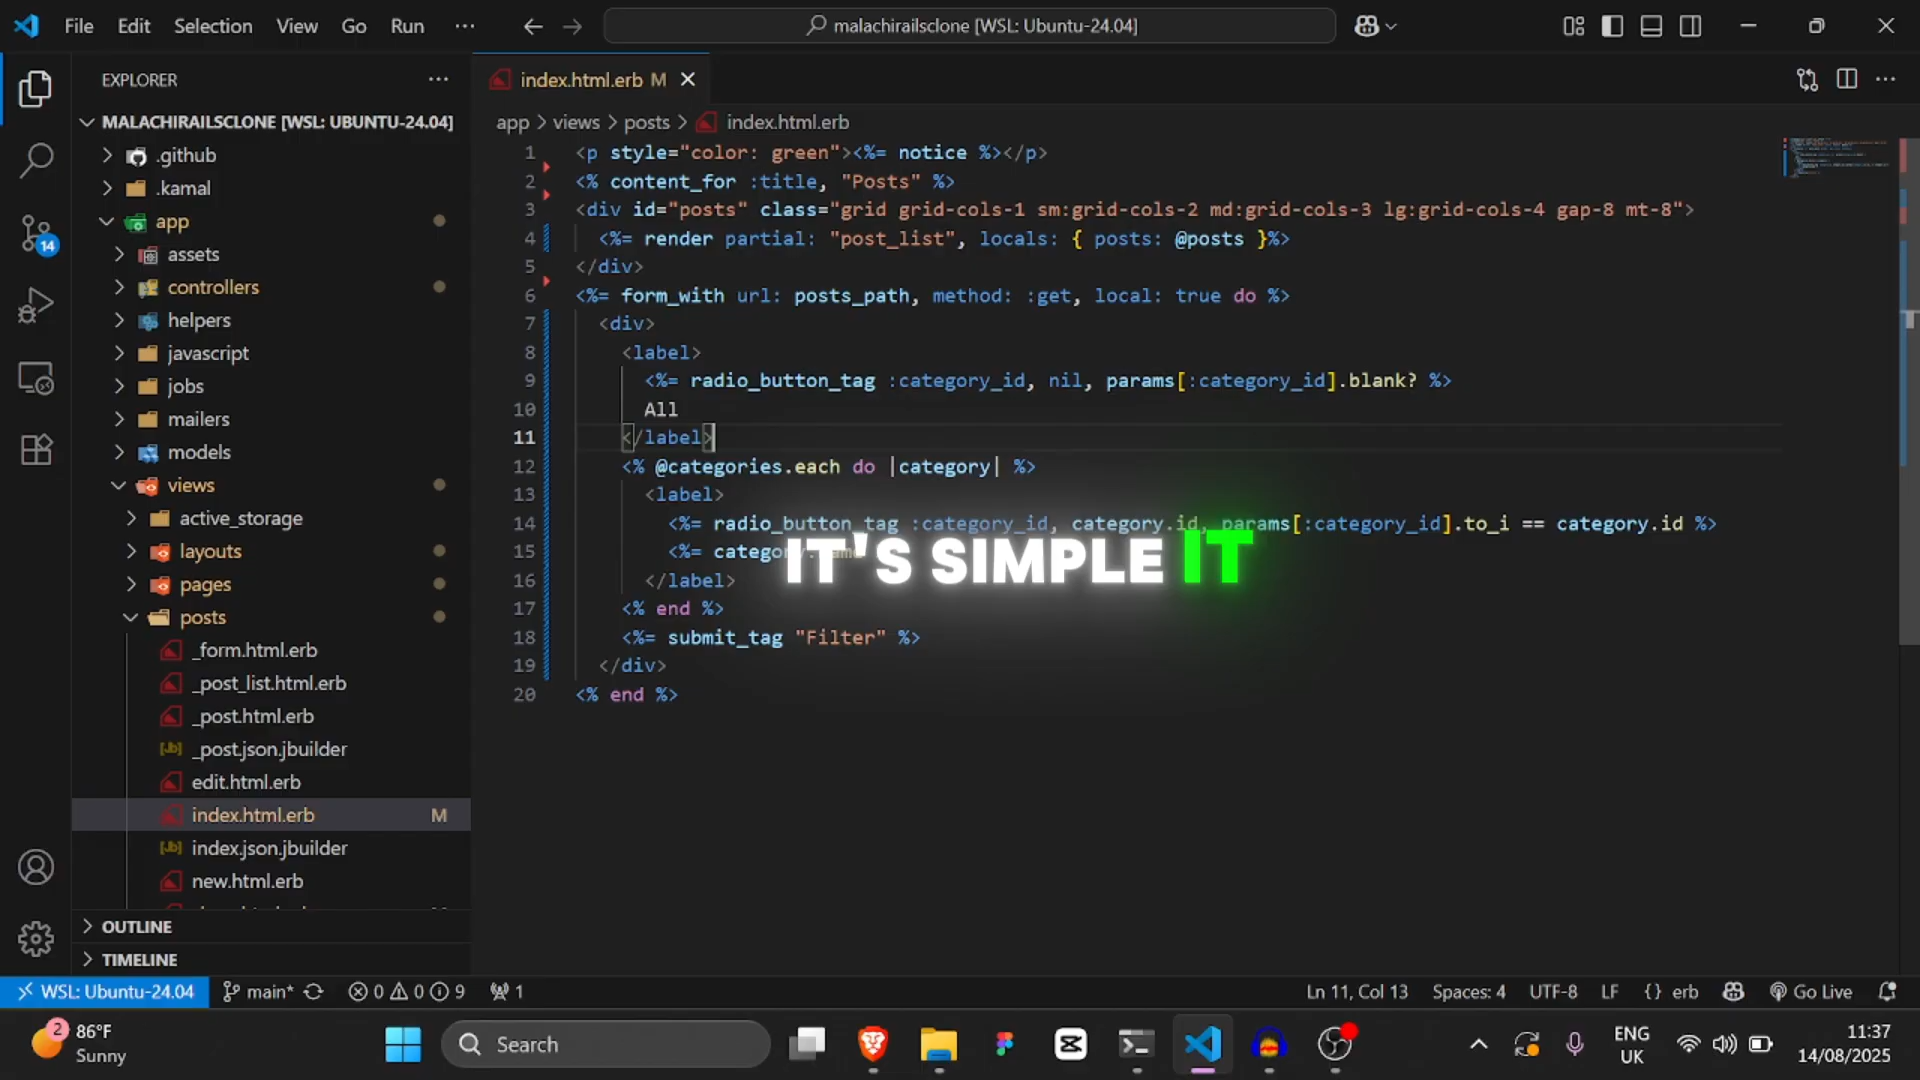 File Edit Selection View Go Run ...
malachirailsclone [WSL: Ubuntu-24.04]
EXPLORER
MALACHIRAILSCLONE [WSL: UBUNTU-24.04]
.github
.kamal
app
assets
controllers
helpers
javascript
jobs
mailers
models
views
active_storage
layouts
pages
posts
_form.html.erb
_post_list.html.erb
_post.html.erb
_post.json.jbuilder
edit.html.erb
index.html.erb M
index.json.jbuilder
new.html.erb
OUTLINE
TIMELINE
14
index.html.erb M
app > views > posts > index.html.erb
1 <p style="color: green"><%= notice %></p>
2 <% content_for :title, "Posts" %>
3 <div id="posts" class="grid grid-cols-1 sm:grid-cols-2 md:grid-cols-3 lg:grid-cols-4 gap-8 mt-8">
4 <%= render partial: "post_list", locals: { posts: @posts }%>
5 </div>
6 <%= form_with url: posts_path, method: :get, local: true do %>
7 <div>
8 <label>
9 <%= radio_button_tag :category_id, nil, params[:category_id].blank? %>
10 All
11 </label>
12 <% @categories.each do |category| %>
13 <label>
14 <%= radio_button_tag :category_id, category.id, params[:category_id].to_i == category.id %>
15 <%= category.name
16 </label>
17 <% end %>
18 <%= submit_tag "Filter" %>
19 </div>
20 <% end %>
IT'S SIMPLE IT
WSL: Ubuntu-24.04 main* 0 0 9 1 Ln 11, Col 13 Spaces: 4 UTF-8 LF {} erb Go Live
2
86°F
Sunny
Search
ENG
UK
11:37
14/08/2025